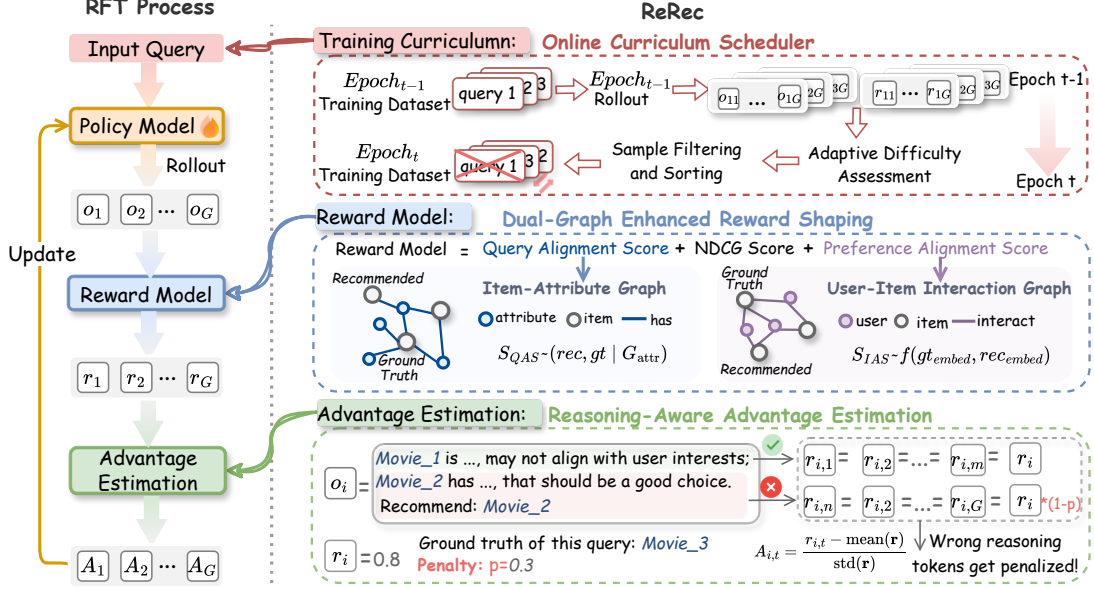 RFT Process
Input Query
Policy Model
Rollout
o_1 o_2 ... o_G
Update
Reward Model
r_1 r_2 ... r_G
Advantage
Estimation
A_1 A_2 ... A_G
ReRec
Training Curriculumn: Online Curriculum Scheduler
Epoch_{t-1}
Training Dataset
query 1 2 3
Epoch_{t-1}
Rollout
o_{11} ... o_{1G} 2G 3G
r_{11} ... r_{1G} 2G 3G
Epoch t-1
Epoch_t
Training Dataset
query 1 3 2
Sample Filtering
and Sorting
Adaptive Difficulty
Assessment
Epoch t
Reward Model: Dual-Graph Enhanced Reward Shaping
Reward Model = Query Alignment Score + NDCG Score + Preference Alignment Score
Recommended
Ground
Truth
Item-Attribute Graph
attribute item has
S_{QAS}~(rec, gt | G_{attr})
Ground
Truth
Recommended
User-Item Interaction Graph
user item interact
S_{IAS}~f(gt_{embed}, rec_{embed})
Advantage Estimation: Reasoning-Aware Advantage Estimation
o_i =
Movie_1 is ..., may not align with user interests;
Movie_2 has ..., that should be a good choice.
Recommend: Movie_2
r_{i,1} = r_{i,2} =...= r_{i,m} = r_i
r_{i,n} = r_{i,2} =...= r_{i,G} = r_i *(1-p)
r_i =0.8
Ground truth of this query: Movie_3
Penalty: p=0.3
A_{i,t} = \frac{r_{i,t} - mean(r)}{std(r)}
Wrong reasoning
tokens get penalized!